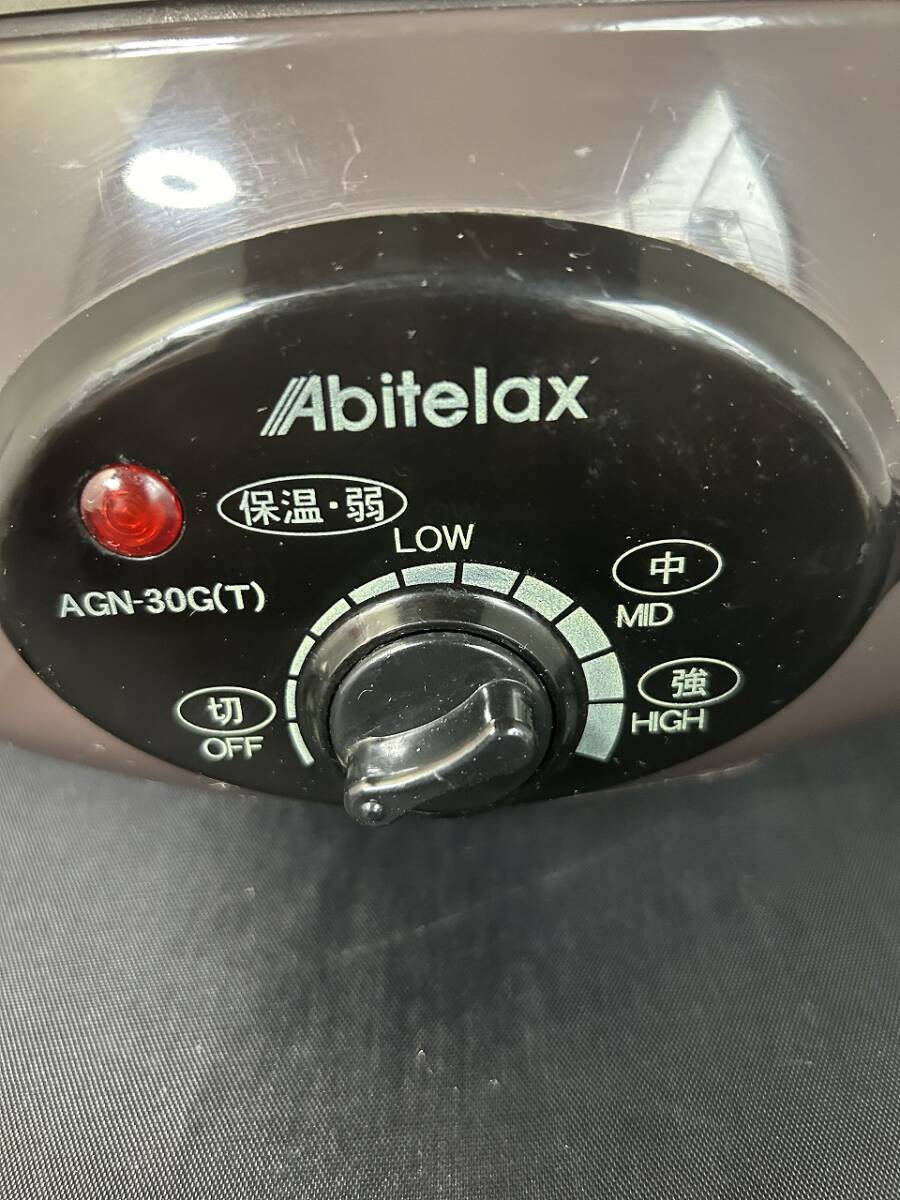 Abitelax
保温・弱
LOW
中
MID
AGN-30G(T)
強
HIGH
切
OFF